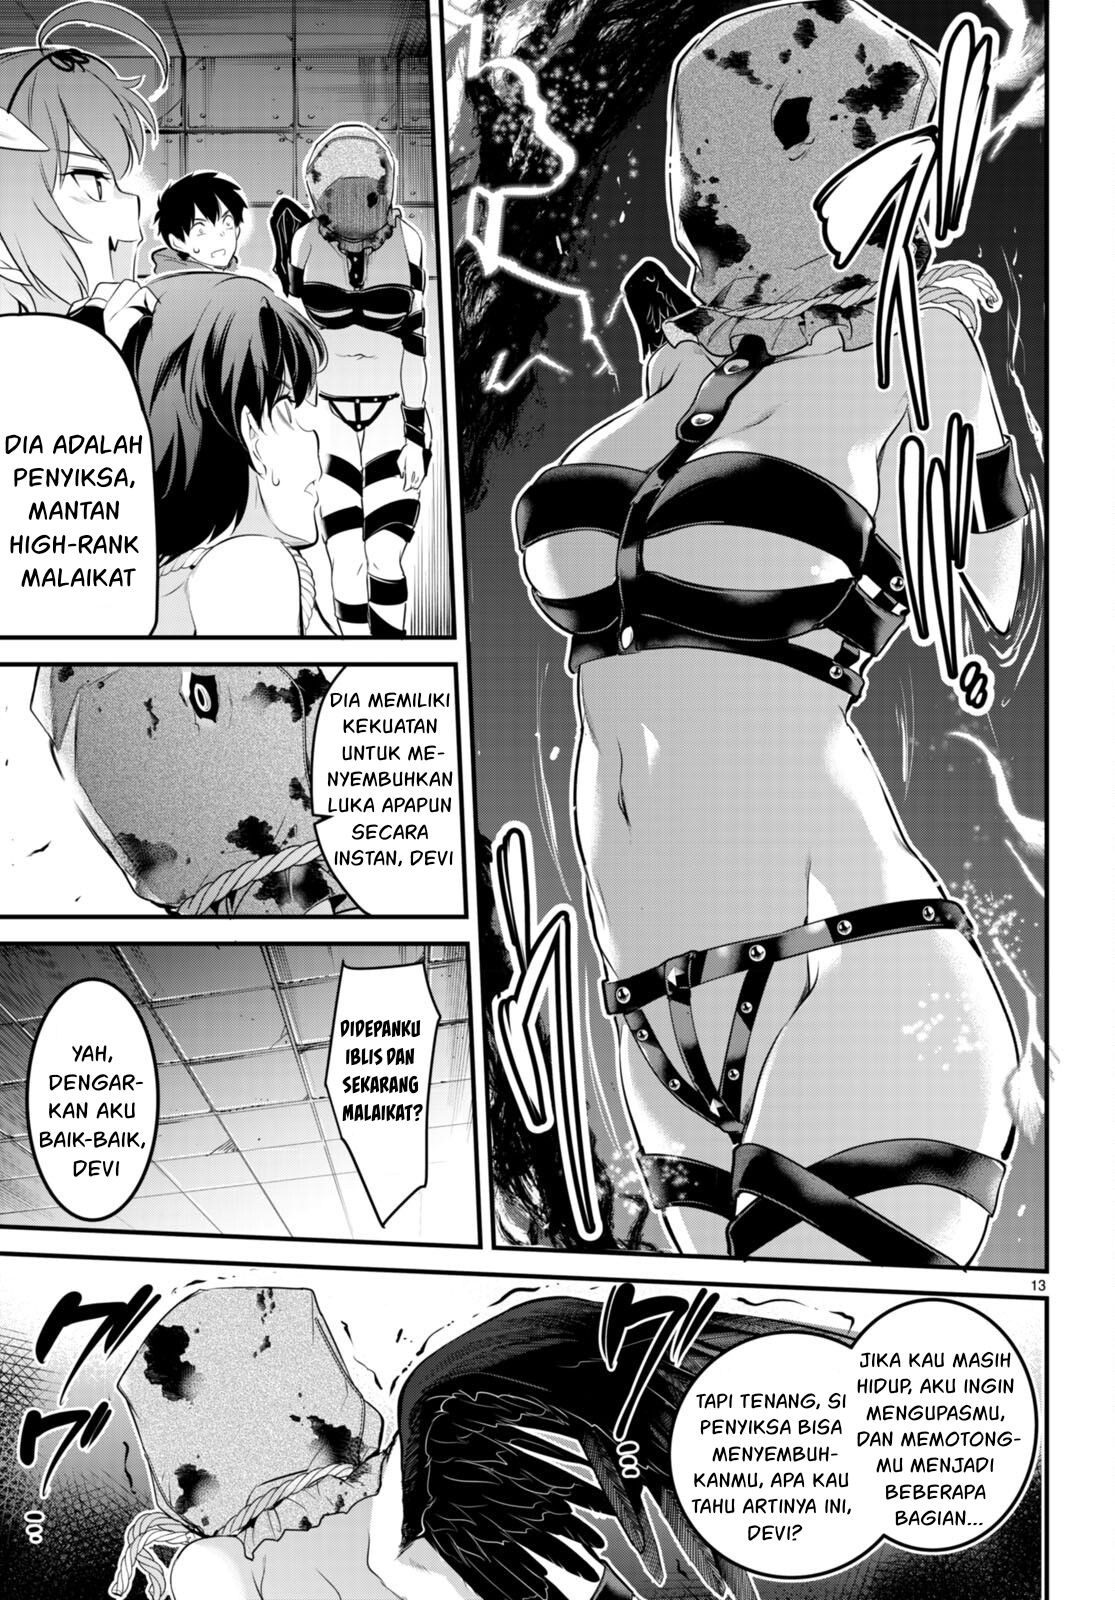 DIA ADALAH
PENYIKSA,
MANTAN
HIGH-RANK
MALAIKAT
DIA MEMILIKI
KEKUATAN
UNTUK ME-
NYEMBUHKAN
LUKA APAPUN
SECARA
INSTAN, DEVI
DIDEPANKU
IBLIS DAN
SEKARANG
MALAIKAT?
YAH,
DENGAR-
KAN AKU
BAIK-BAIK,
DEVI
13
JIKA KAU MASIH
HIDUP, AKU INGIN
MENGUPASMU,
DAN MEMOTONG-
MU MENJADI
BEBERAPA
BAGIAN...
TAPI TENANG, SI
PENYIKSA BISA
MENYEMBUH-
KANMU, APA KAU
TAHU ARTINYA INI,
DEVI?